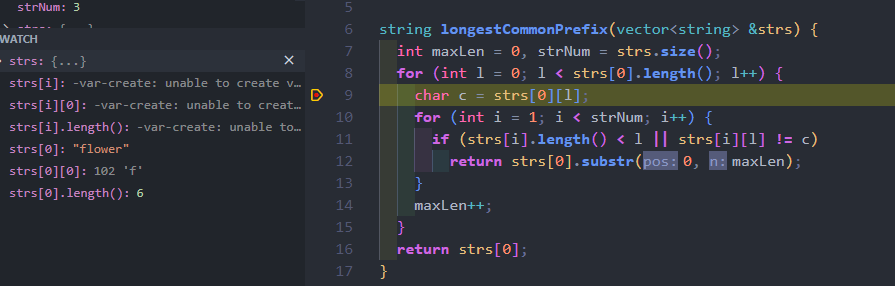 strNum: 3
strs: {...}
WATCH
strs: {...}
strs[i]: -var-create: unable to create v…
strs[i][0]: -var-create: unable to creat…
strs[i].length(): -var-create: unable to…
strs[0]: "flower"
strs[0][0]: 102 'f'
strs[0].length(): 6
5
6 string longestCommonPrefix(vector<string> &strs) {
7 int maxLen = 0, strNum = strs.size();
8 for (int l = 0; l < strs[0].length(); l++) {
9 char c = strs[0][l];
10 for (int i = 1; i < strNum; i++) {
11 if (strs[i].length() < l || strs[i][l] != c)
12 return strs[0].substr(pos: 0, n: maxLen);
13 }
14 maxLen++;
15 }
16 return strs[0];
17 }